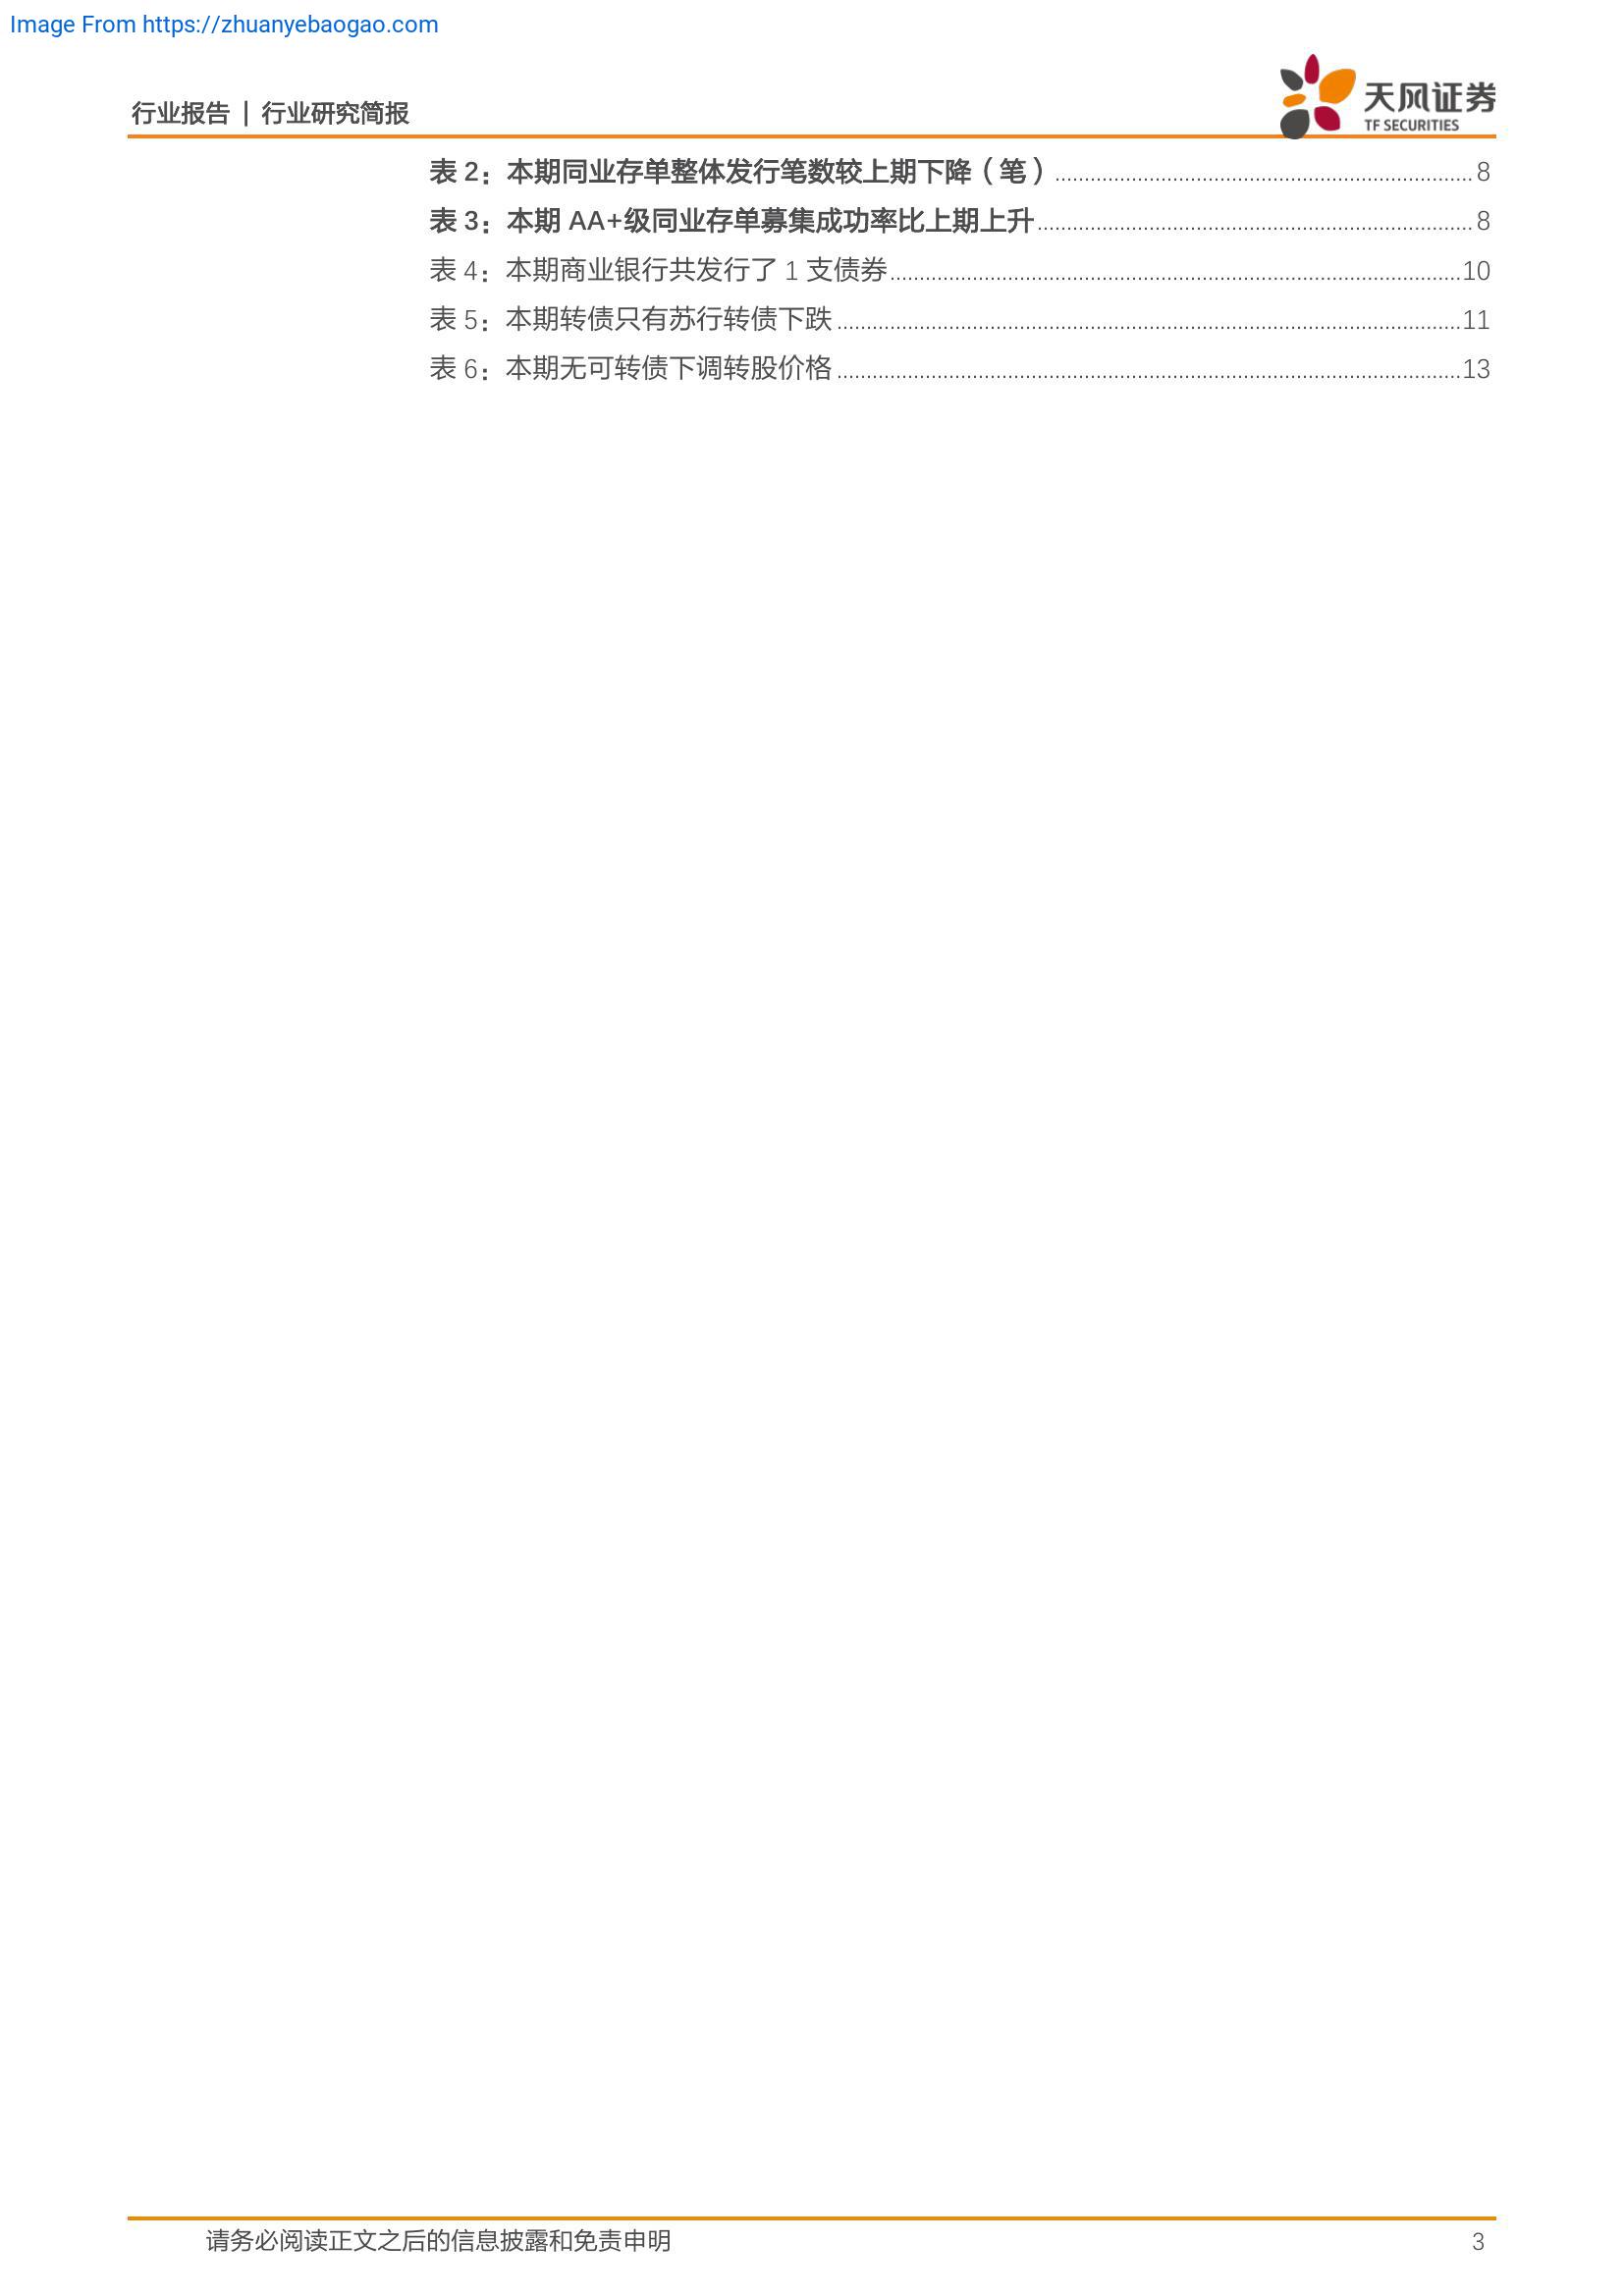 Image From https://zhuanyebaogao.com
行业报告 | 行业研究简报
天风证券
TF SECURITIES
表 2：本期同业存单整体发行笔数较上期下降（笔）........................................ 8
表 3：本期 AA+级同业存单募集成功率比上期上升........................................ 8
表 4：本期商业银行共发行了 1 支债券........................................10
表 5：本期转债只有苏行转债下跌........................................11
表 6：本期无可转债下调转股价格........................................13
请务必阅读正文之后的信息披露和免责申明 3